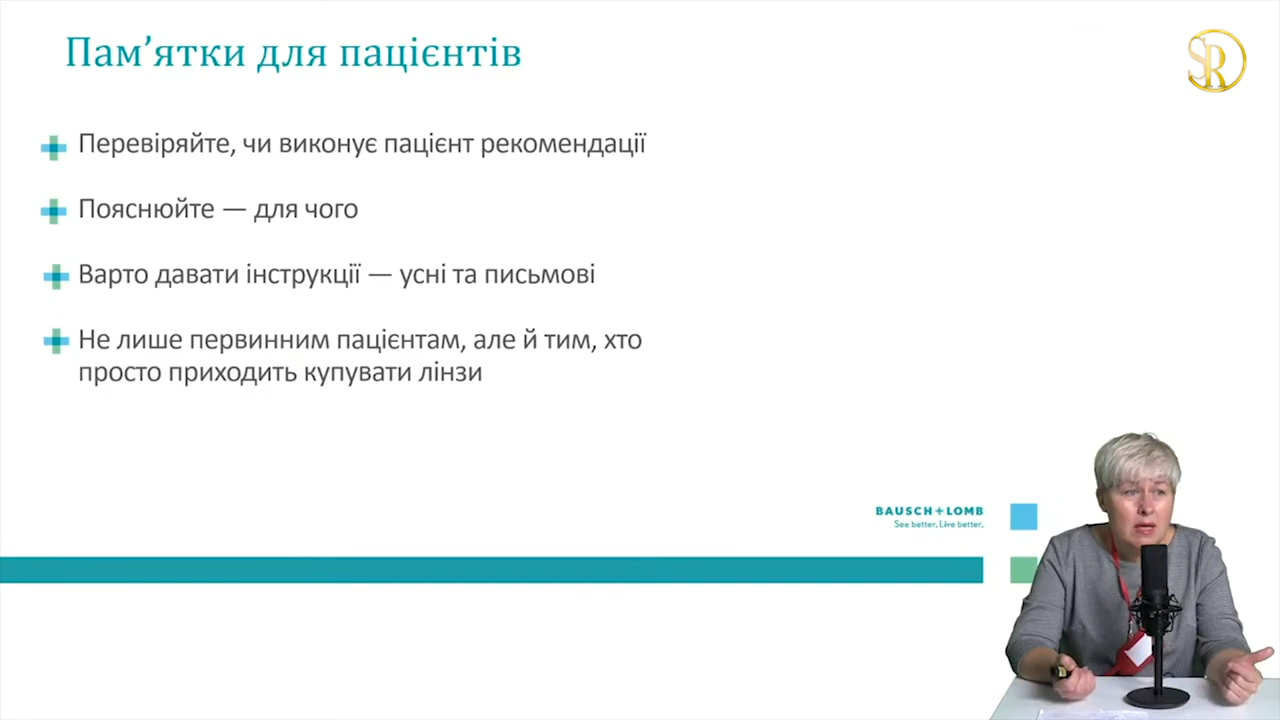 Пам’ятки для пацієнтів
SR
Перевіряйте, чи виконує пацієнт рекомендації
Пояснюйте — для чого
Варто давати інструкції — усні та письмові
Не лише первинним пацієнтам, але й тим, хто
просто приходить купувати лінзи
BAUSCH+LOMB
See better. Live better.